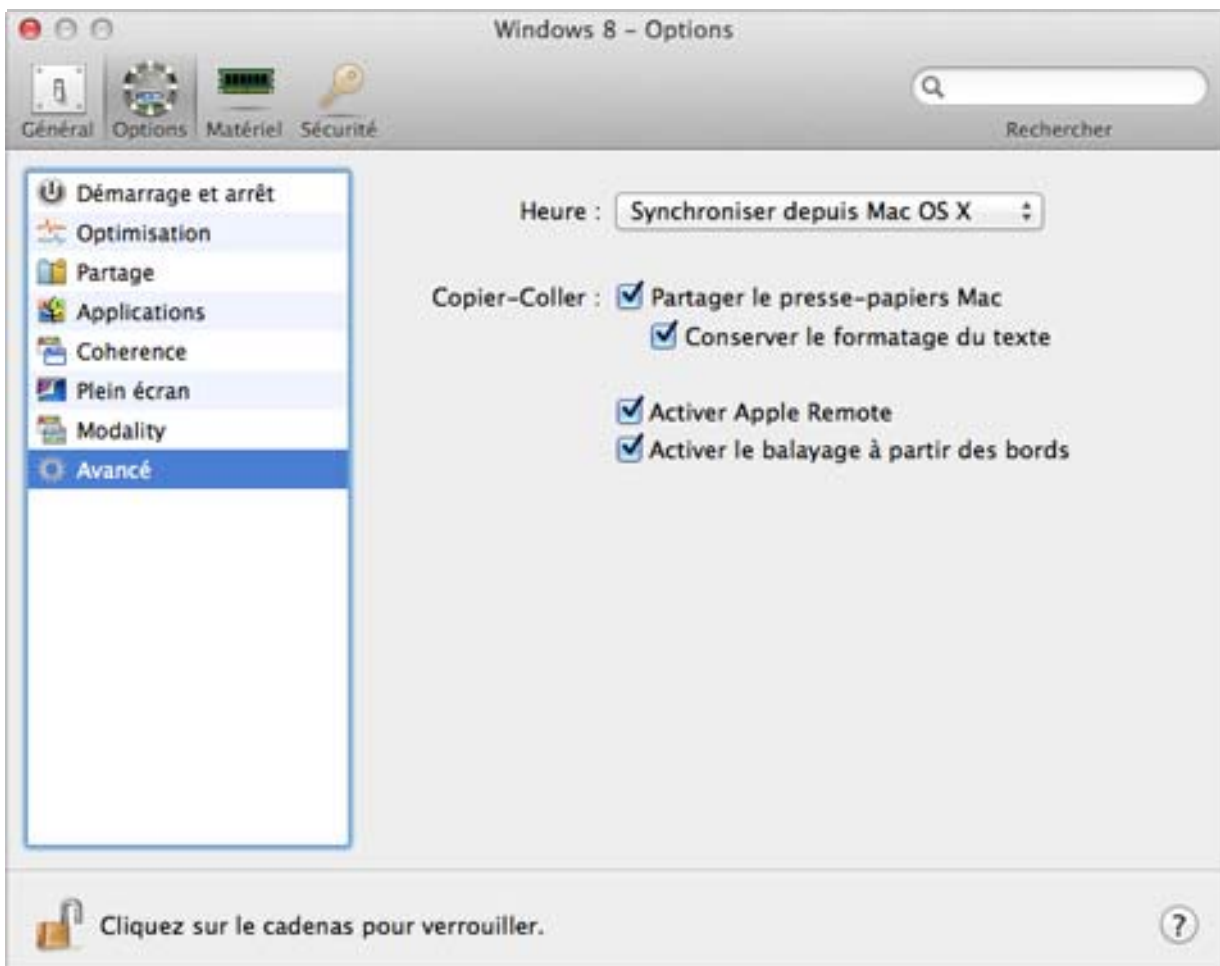 Windows 8 – Options
Général Options Matériel Sécurité
Rechercher
Démarrage et arrêt
Optimisation
Partage
Applications
Coherence
Plein écran
Modality
Avancé
Heure : Synchroniser depuis Mac OS X
Copier-Coller : Partager le presse-papiers Mac
Conserver le formatage du texte
Activer Apple Remote
Activer le balayage à partir des bords
Cliquez sur le cadenas pour verrouiller.
?